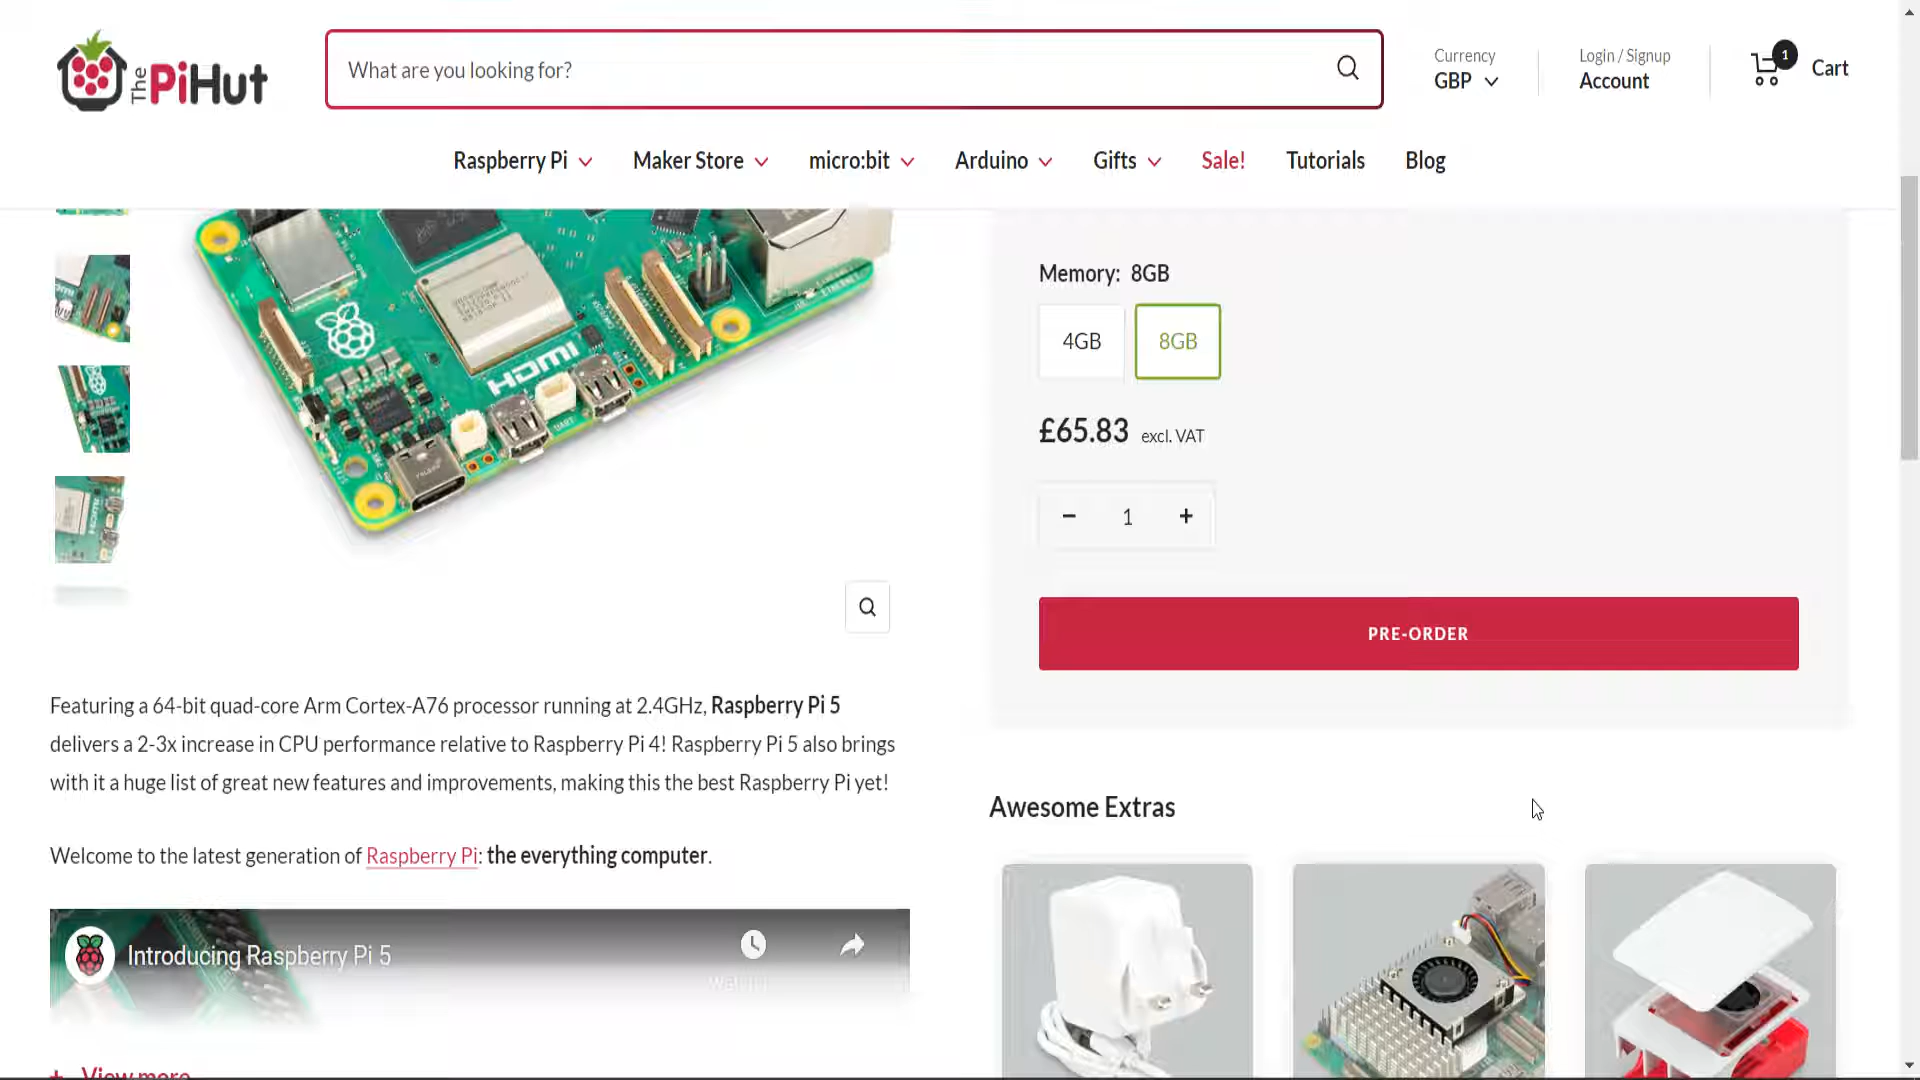 The PiHut
What are you looking for?
Currency
GBP
Login / Signup
Account
1
Cart
Raspberry Pi
Maker Store
micro:bit
Arduino
Gifts
Sale!
Tutorials
Blog
HDMI
UART
Memory: 8GB
4GB
8GB
£65.83 excl. VAT
− 1 +
PRE-ORDER
Featuring a 64-bit quad-core Arm Cortex-A76 processor running at 2.4GHz, Raspberry Pi 5
delivers a 2-3x increase in CPU performance relative to Raspberry Pi 4! Raspberry Pi 5 also brings
with it a huge list of great new features and improvements, making this the best Raspberry Pi yet!
Welcome to the latest generation of Raspberry Pi: the everything computer.
Introducing Raspberry Pi 5
+ View more
Awesome Extras